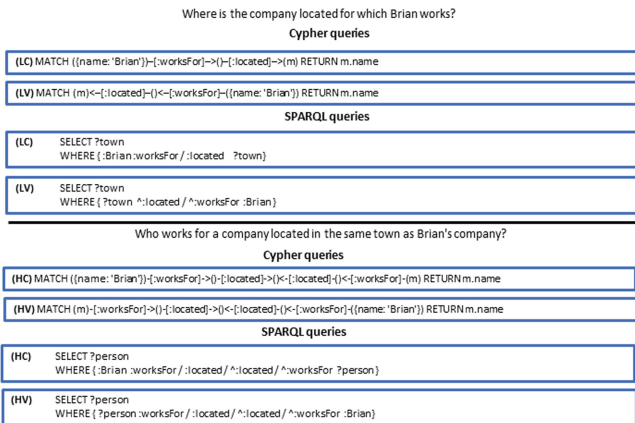 Where is the company located for which Brian works?
Cypher queries
(LC) MATCH ({name: 'Brian'})–[:worksFor]–>()–[:located]–>(m) RETURN m.name
(LV) MATCH (m)<–[:located]–()<–[:worksFor]–({name: 'Brian'}) RETURN m.name
SPARQL queries
(LC) SELECT ?town
WHERE { :Brian :worksFor / :located ?town}
(LV) SELECT ?town
WHERE { ?town ^:located / ^:worksFor :Brian}
Who works for a company located in the same town as Brian's company?
Cypher queries
(HC) MATCH ({name: 'Brian'})-[:worksFor]->()-[:located]->()<-[:located]-()<-[:worksFor]-(m) RETURN m.name
(HV) MATCH (m)-[:worksFor]->()-[:located]->()<-[:located]-()<-[:worksFor]-({name: 'Brian'}) RETURN m.name
SPARQL queries
(HC) SELECT ?person
WHERE { :Brian :worksFor / :located / ^:located / ^:worksFor ?person}
(HV) SELECT ?person
WHERE { ?person :worksFor / :located / ^:located / ^:worksFor :Brian}